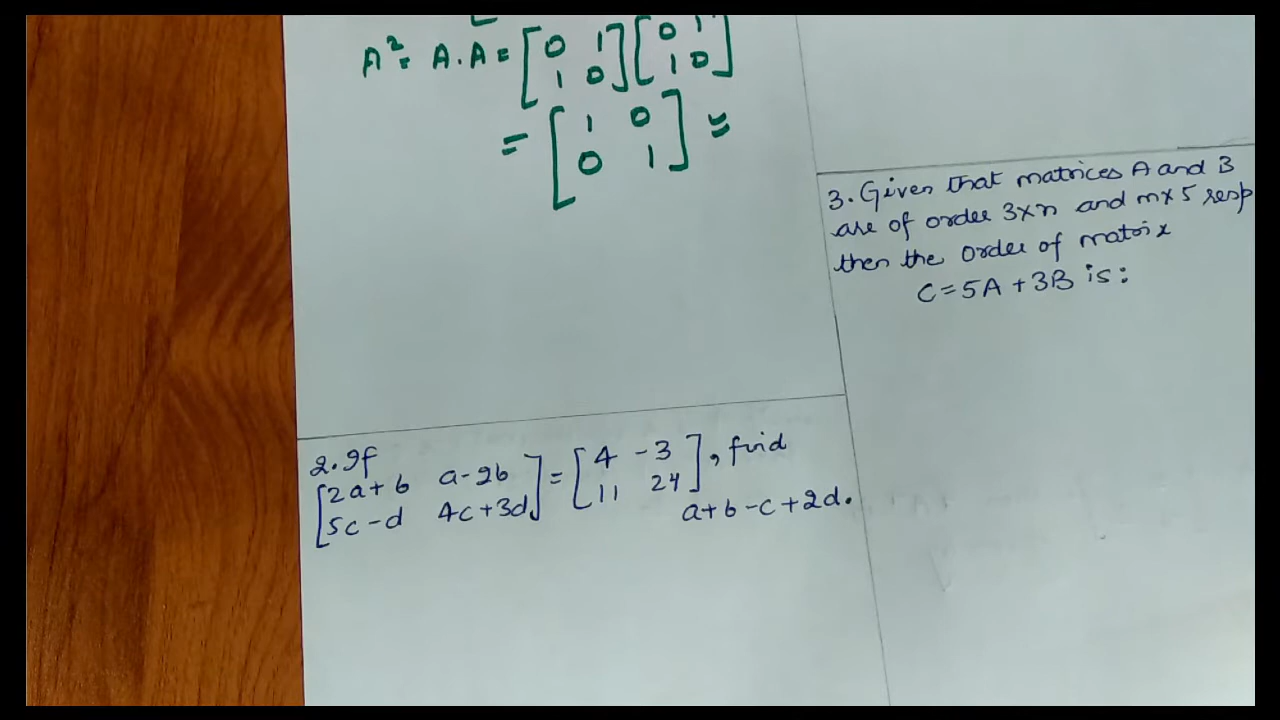 A² = A.A = [0 1
1 0] [0 1
1 0]
= [1 0
0 1] =
2. If
[2a+b a-2b
5c-d 4c+3d] = [4 -3
11 24], find
a+b-c+2d.
3. Given that matrices A and B
are of order 3×n and m×5 resp
then the order of matrix
C=5A+3B is: